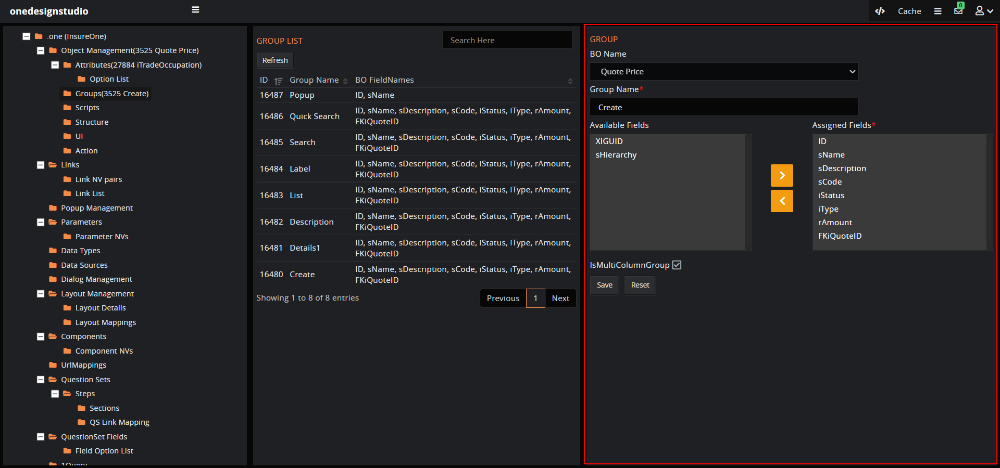 onedesignstudio
Cache
0
.one (InsureOne)
Object Management(3525 Quote Price)
Attributes(27884 iTradeOccupation)
Option List
Groups(3525 Create)
Scripts
Structure
UI
Action
Links
Link NV pairs
Link List
Popup Management
Parameters
Parameter NVs
Data Types
Data Sources
Dialog Management
Layout Management
Layout Details
Layout Mappings
Components
Component NVs
UrlMappings
Question Sets
Steps
Sections
QS Link Mapping
QuestionSet Fields
Field Option List
1Query
GROUP LIST
Search Here
Refresh
ID Group Name BO FieldNames
16487 Popup ID, sName
16486 Quick Search ID, sName, sDescription, sCode, iStatus, iType, rAmount,
FKiQuoteID
16485 Search ID, sName, sDescription, sCode, iStatus, iType, rAmount,
FKiQuoteID
16484 Label ID, sName, sDescription, sCode, iStatus, iType, rAmount,
FKiQuoteID
16483 List ID, sName, sDescription, sCode, iStatus, iType, rAmount,
FKiQuoteID
16482 Description ID, sName, sDescription, sCode, iStatus, iType, rAmount,
FKiQuoteID
16481 Details1 ID, sName, sDescription, sCode, iStatus, iType, rAmount,
FKiQuoteID
16480 Create ID, sName, sDescription, sCode, iStatus, iType, rAmount,
FKiQuoteID
Showing 1 to 8 of 8 entries
Previous 1 Next
GROUP
BO Name
Quote Price
Group Name*
Create
Available Fields
XIGUID
sHierarchy
Assigned Fields*
ID
sName
sDescription
sCode
iStatus
iType
rAmount
FKiQuoteID
IsMultiColumnGroup
Save Reset